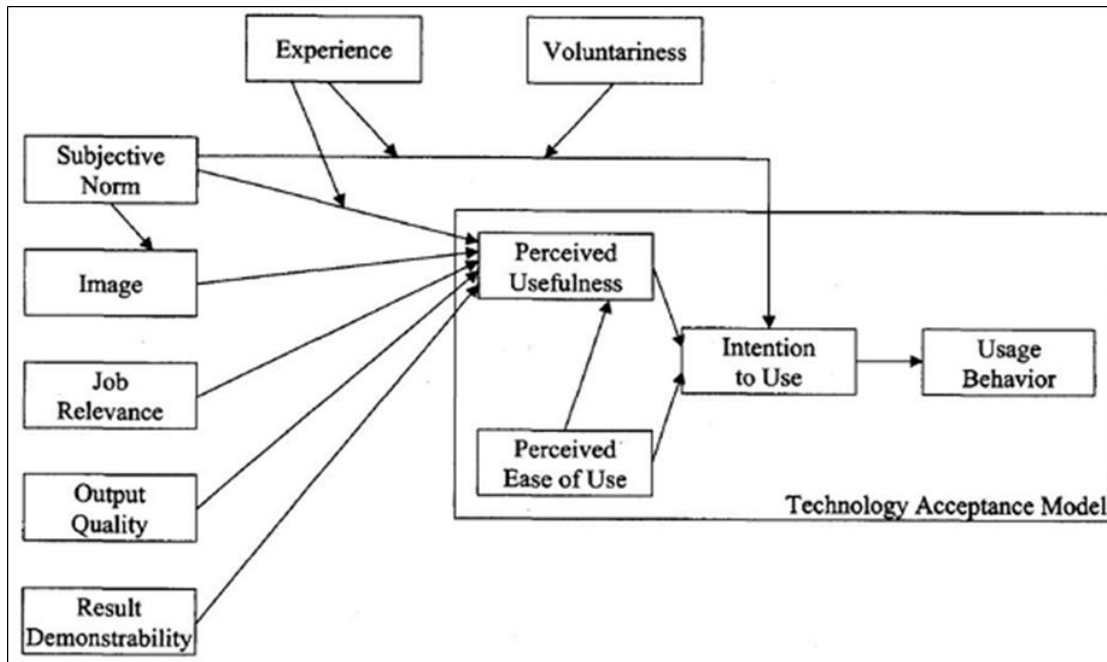 Experience
Voluntariness
Subjective
Norm
Image
Job
Relevance
Output
Quality
Result
Demonstrability
Perceived
Usefulness
Perceived
Ease of Use
Intention
to Use
Usage
Behavior
Technology Acceptance Model